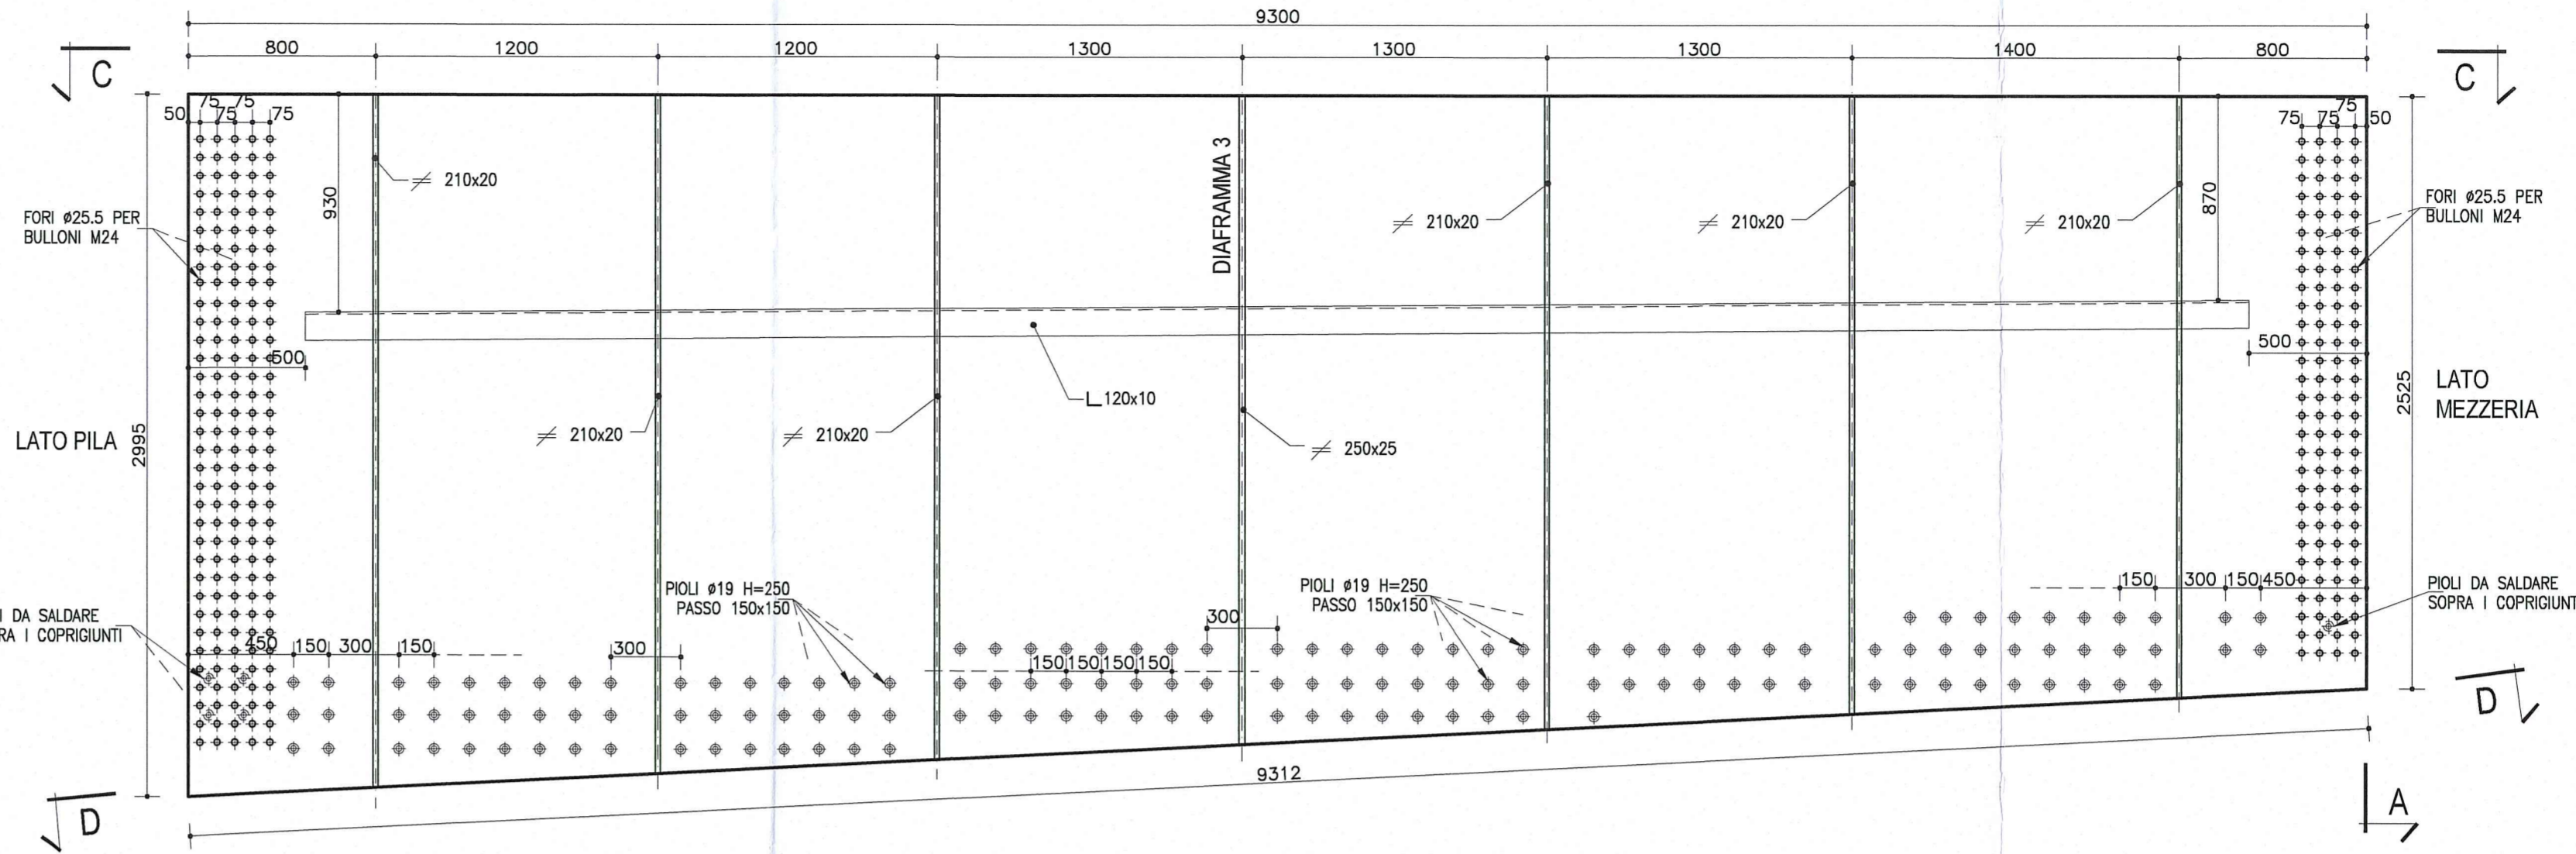 9300
800
1200
1200
1300
1300
1300
1400
800
C
C
75
75
50
75
75
75
75
75
50
2995
930
210x20
DIAFRAMMA 3
870
FORI ø25.5 PER
BULLONI M24
210x20
210x20
210x20
FORI ø25.5 PER
BULLONI M24
500
500
LATO PILA
L 120x10
2525
LATO
MEZZERIA
210x20
210x20
250x25
PIOLI ø19 H=250
PASSO 150x150
PIOLI ø19 H=250
PASSO 150x150
150
300
150
450
PIOLI DA SALDARE
DA SALDARE
I COPRIGIUNTI
SOPRA I
450
150
300
150
300
150
150
150
150
300
D
D
9312
A